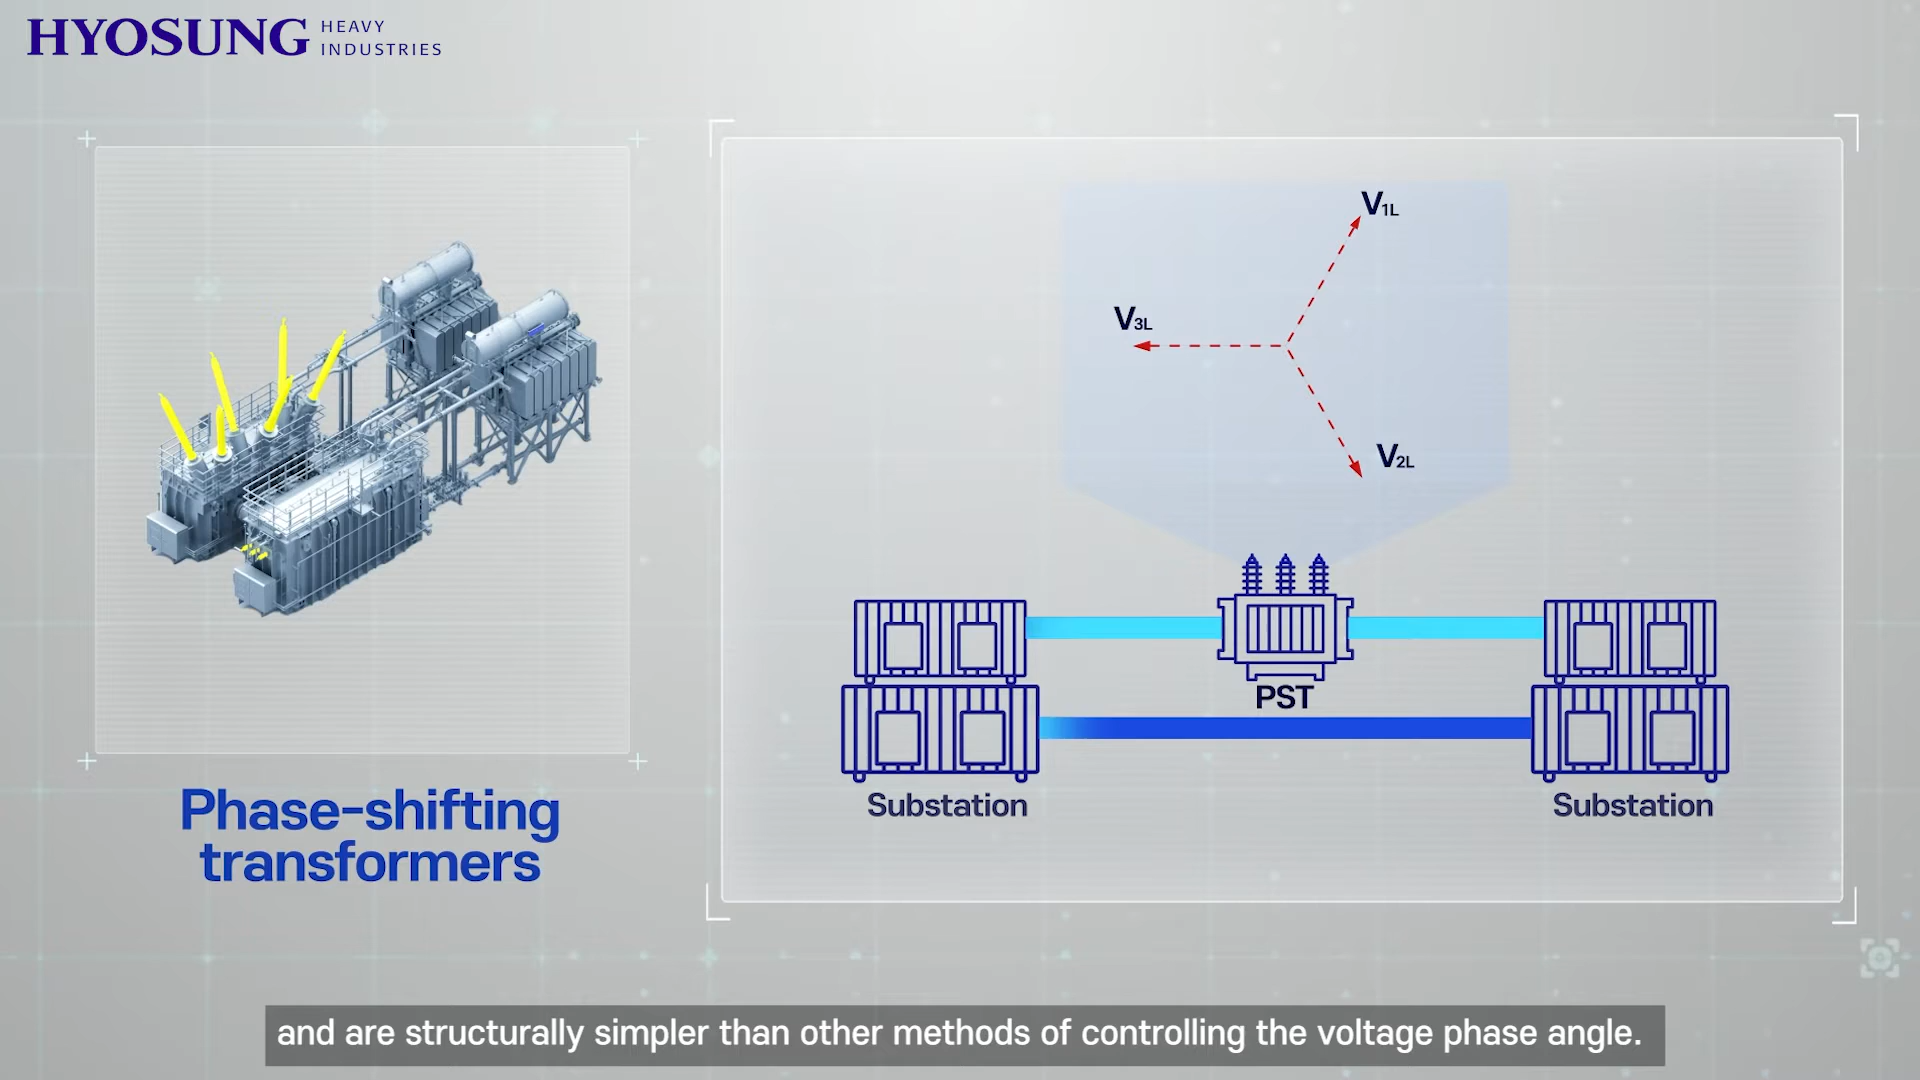 HYOSUNG
HEAVY
INDUSTRIES
V1L
V3L
V2L
PST
Substation
Substation
Phase-shifting
transformers
and are structurally simpler than other methods of controlling the voltage phase angle.